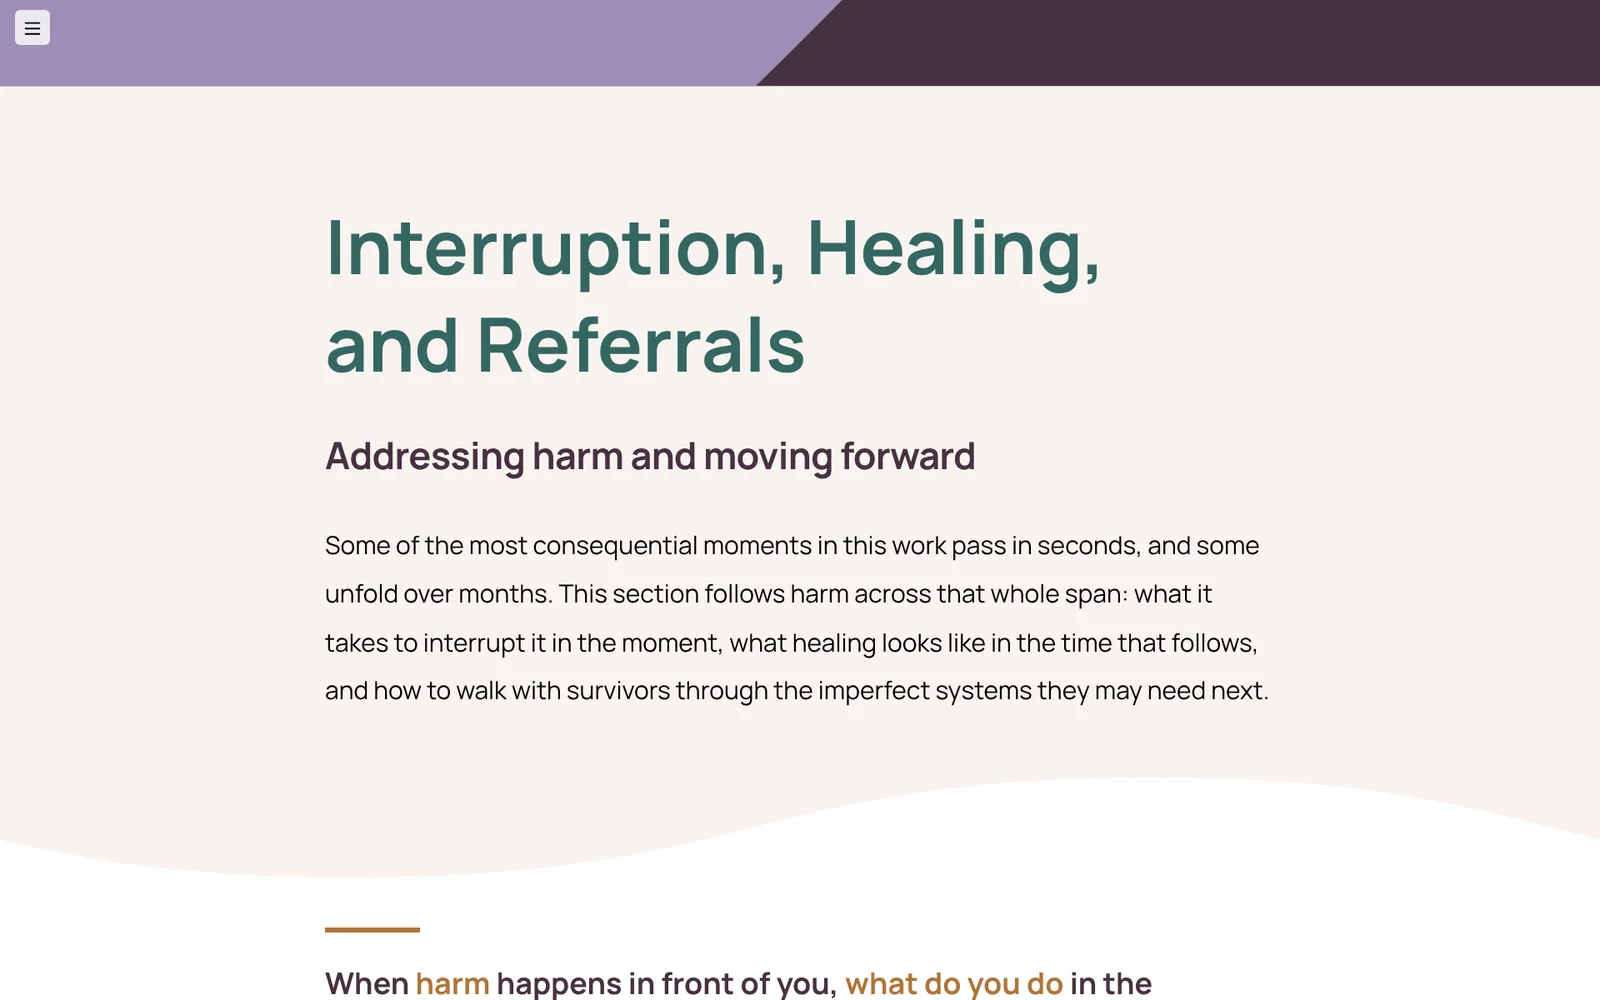 Interruption, Healing,
and Referrals
Addressing harm and moving forward
Some of the most consequential moments in this work pass in seconds, and some
unfold over months. This section follows harm across that whole span: what it
takes to interrupt it in the moment, what healing looks like in the time that follows,
and how to walk with survivors through the imperfect systems they may need next.
When harm happens in front of you, what do you do in the